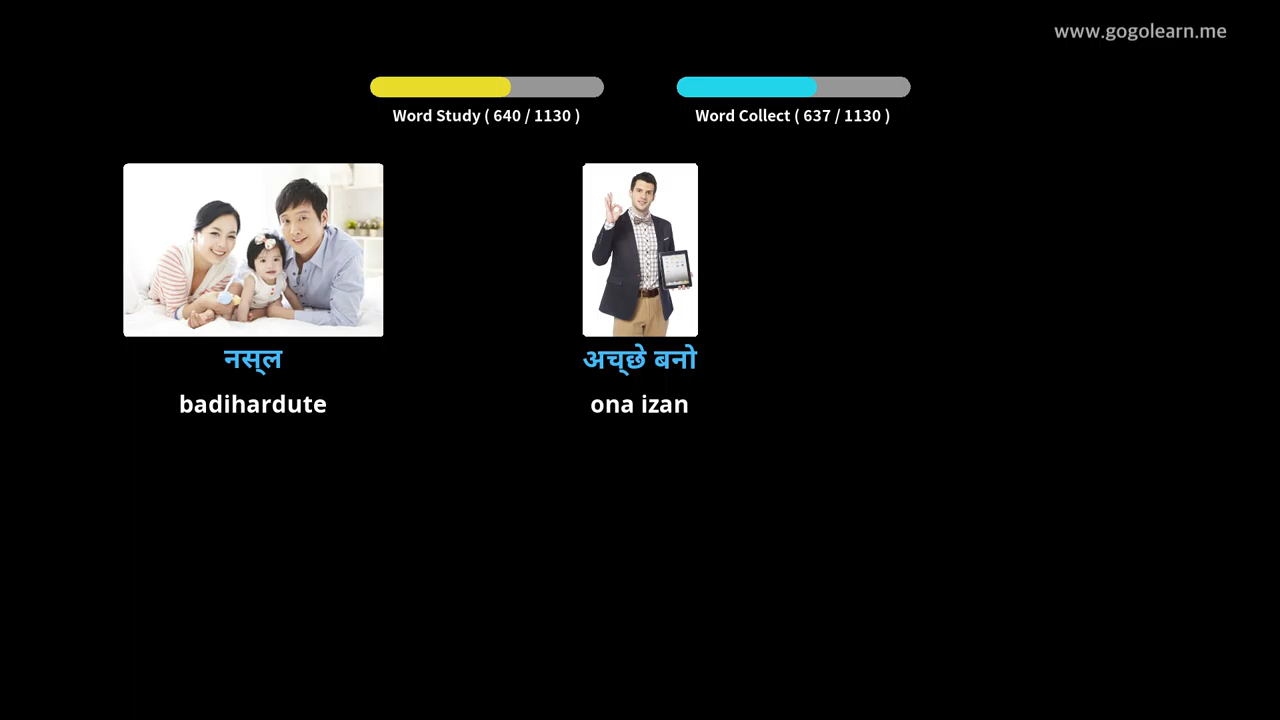 www.gogolearn.me
Word Study ( 640 / 1130 )
Word Collect ( 637 / 1130 )
नस्‌ल
अच्‌छे बनो
badihardute
ona izan